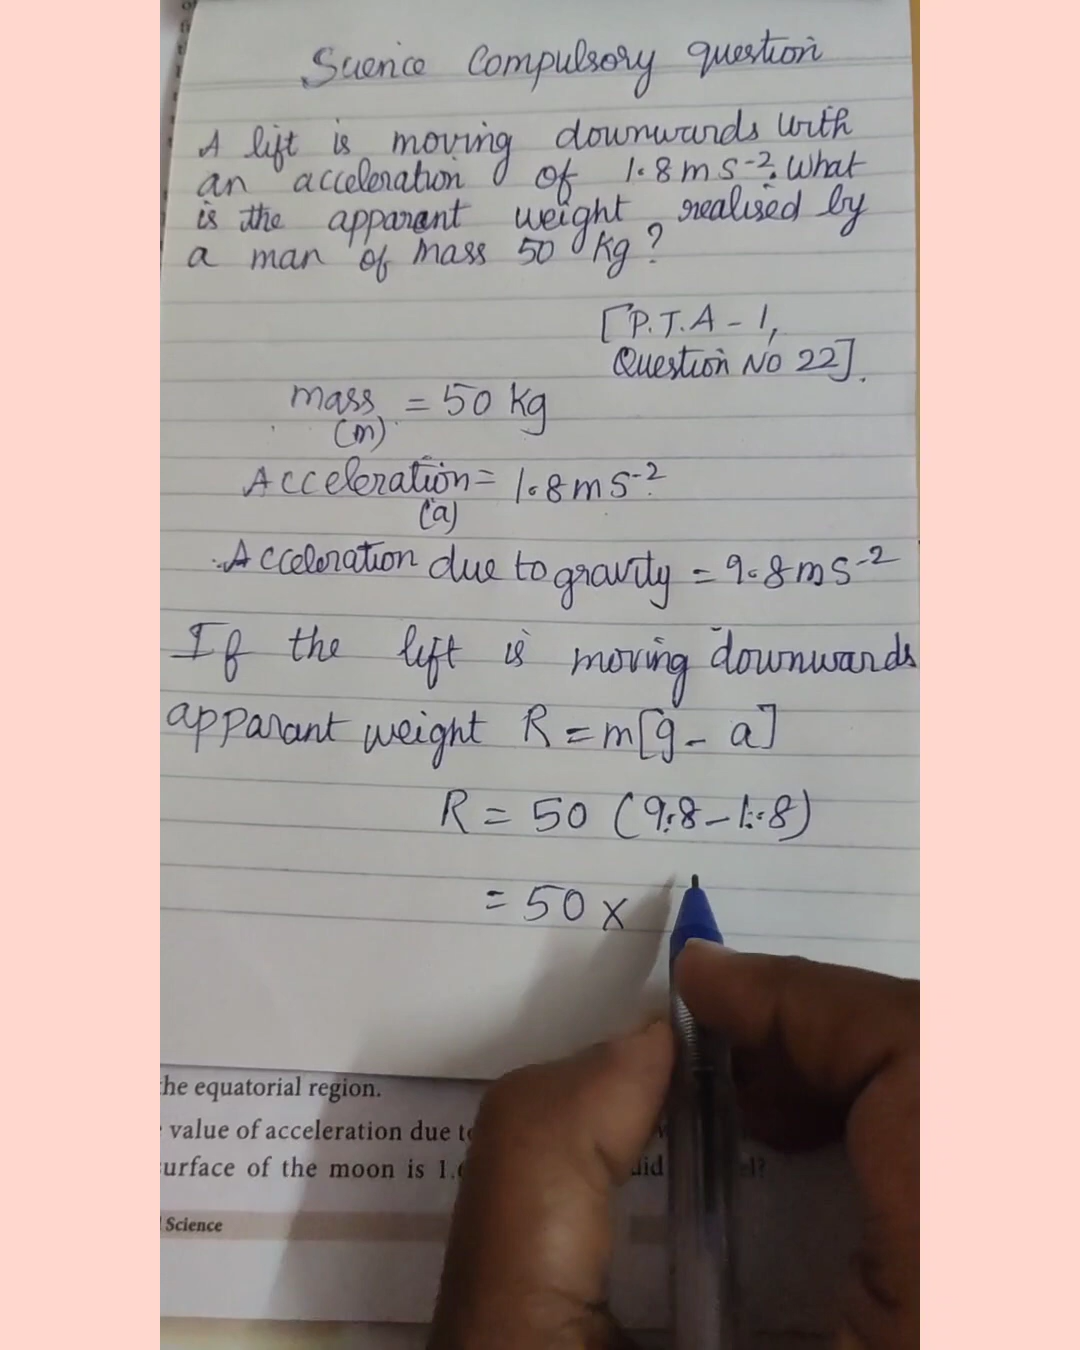 Science Compulsory question
A lift is moving downwards with
an acceleration of 1.8 m s-2. What
is the apparant weight realised by
a man of mass 50 kg?
[P.T.A - 1,
Question No 22].
mass = 50 kg
(m)
Acceleration = 1.8 m s-2
(a)
Acceleration due to gravity = 9.8 m s-2
If the lift is moving downwards
apparant weight R = m[g - a]
R = 50 (9.8 - 1.8)
= 50 x
he equatorial region.
value of acceleration due
urface of the moon is 1.
Science